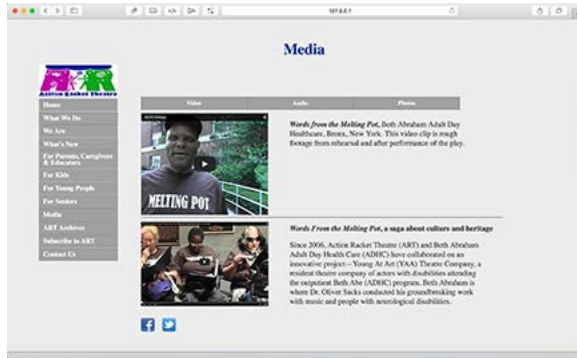 127.0.0.1
Media
Action Racket Theatre
Home
What We Do
We Are
What's New
For Parents, Caregivers
& Educators
For Kids
For Young People
For Seniors
Media
ART Archives
Subscribe to ART
Contact Us
Video Audio Photos
MELTING POT
Words from the Melting Pot, Beth Abraham Adult Day
Healthcare, Bronx, New York. This video clip is rough
footage from rehearsal and after performance of the play.
Words From the Melting Pot, a saga about culture and heritage
Since 2006, Action Racket Theatre (ART) and Beth Abraham
Adult Day Health Care (ADHC) have collaborated on an
innovative project – Young At Art (YAA) Theatre Company, a
resident theatre company of actors with disabilities attending
the outpatient Beth Abe (ADHC) program. Beth Abraham is
where Dr. Oliver Sacks conducted his groundbreaking work
with music and people with neurological disabilities.